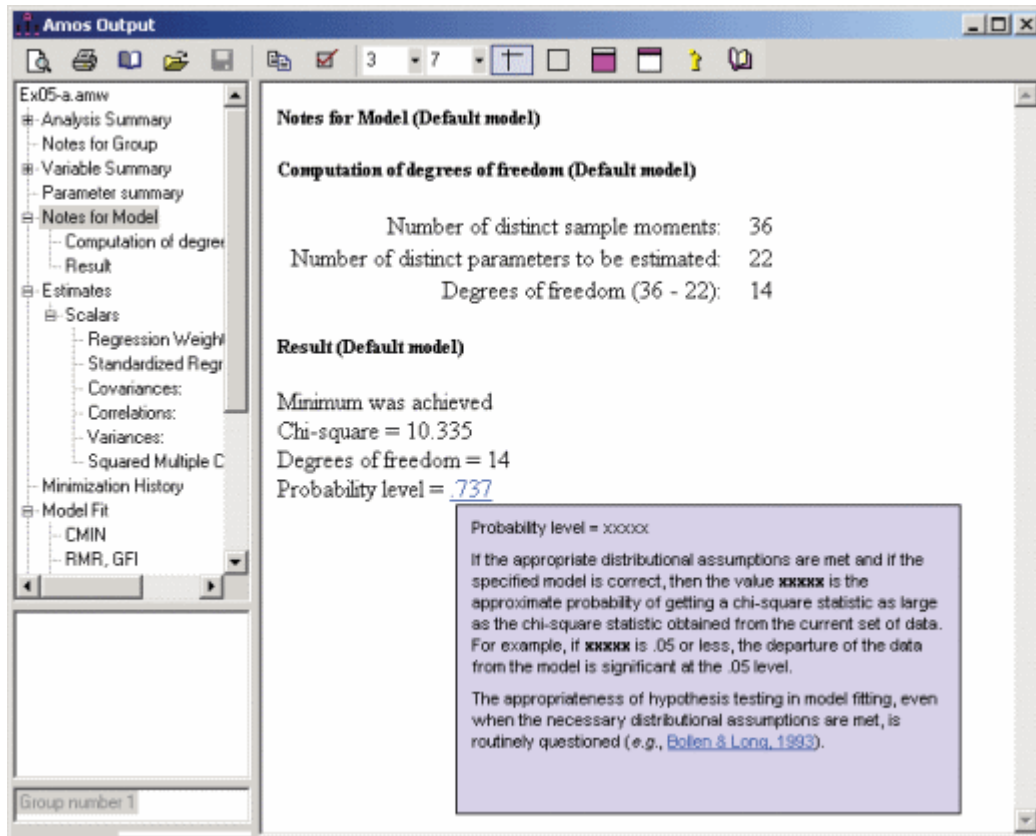 Amos Output
3 7
Ex05-a.amw
Analysis Summary
Notes for Group
Variable Summary
Parameter summary
Notes for Model
Computation of degree
Result
Estimates
Scalars
Regression Weight
Standardized Regr
Covariances:
Correlations:
Variances:
Squared Multiple C
Minimization History
Model Fit
CMIN
RMR, GFI
Group number 1
Notes for Model (Default model)
Computation of degrees of freedom (Default model)
Number of distinct sample moments: 36
Number of distinct parameters to be estimated: 22
Degrees of freedom (36 - 22): 14
Result (Default model)
Minimum was achieved
Chi-square = 10.335
Degrees of freedom = 14
Probability level = .737
Probability level = xxxxx
If the appropriate distributional assumptions are met and if the
specified model is correct, then the value xxxxx is the
approximate probability of getting a chi-square statistic as large
as the chi-square statistic obtained from the current set of data.
For example, if xxxxx is .05 or less, the departure of the data
from the model is significant at the .05 level.
The appropriateness of hypothesis testing in model fitting, even
when the necessary distributional assumptions are met, is
routinely questioned (e.g., Bollen & Long, 1993).